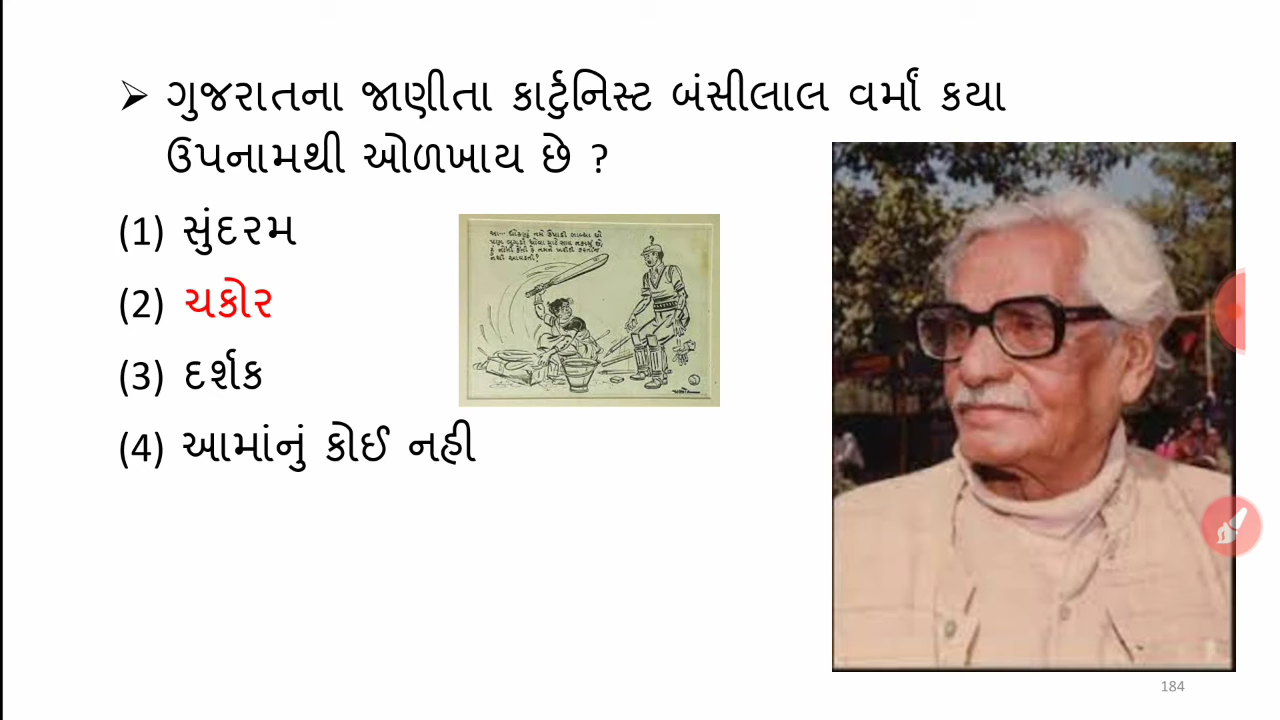 ➢ ગુજરાતના જાણીતા કાર્ટુનિસ્ટ બંસીલાલ વર્માં કયા
ઉપનામથી ઓળખાય છે ?
(1) સુંદરમ
(2) ચકોર
(3) દર્શક
(4) આમાંનું કોઈ નહી
184